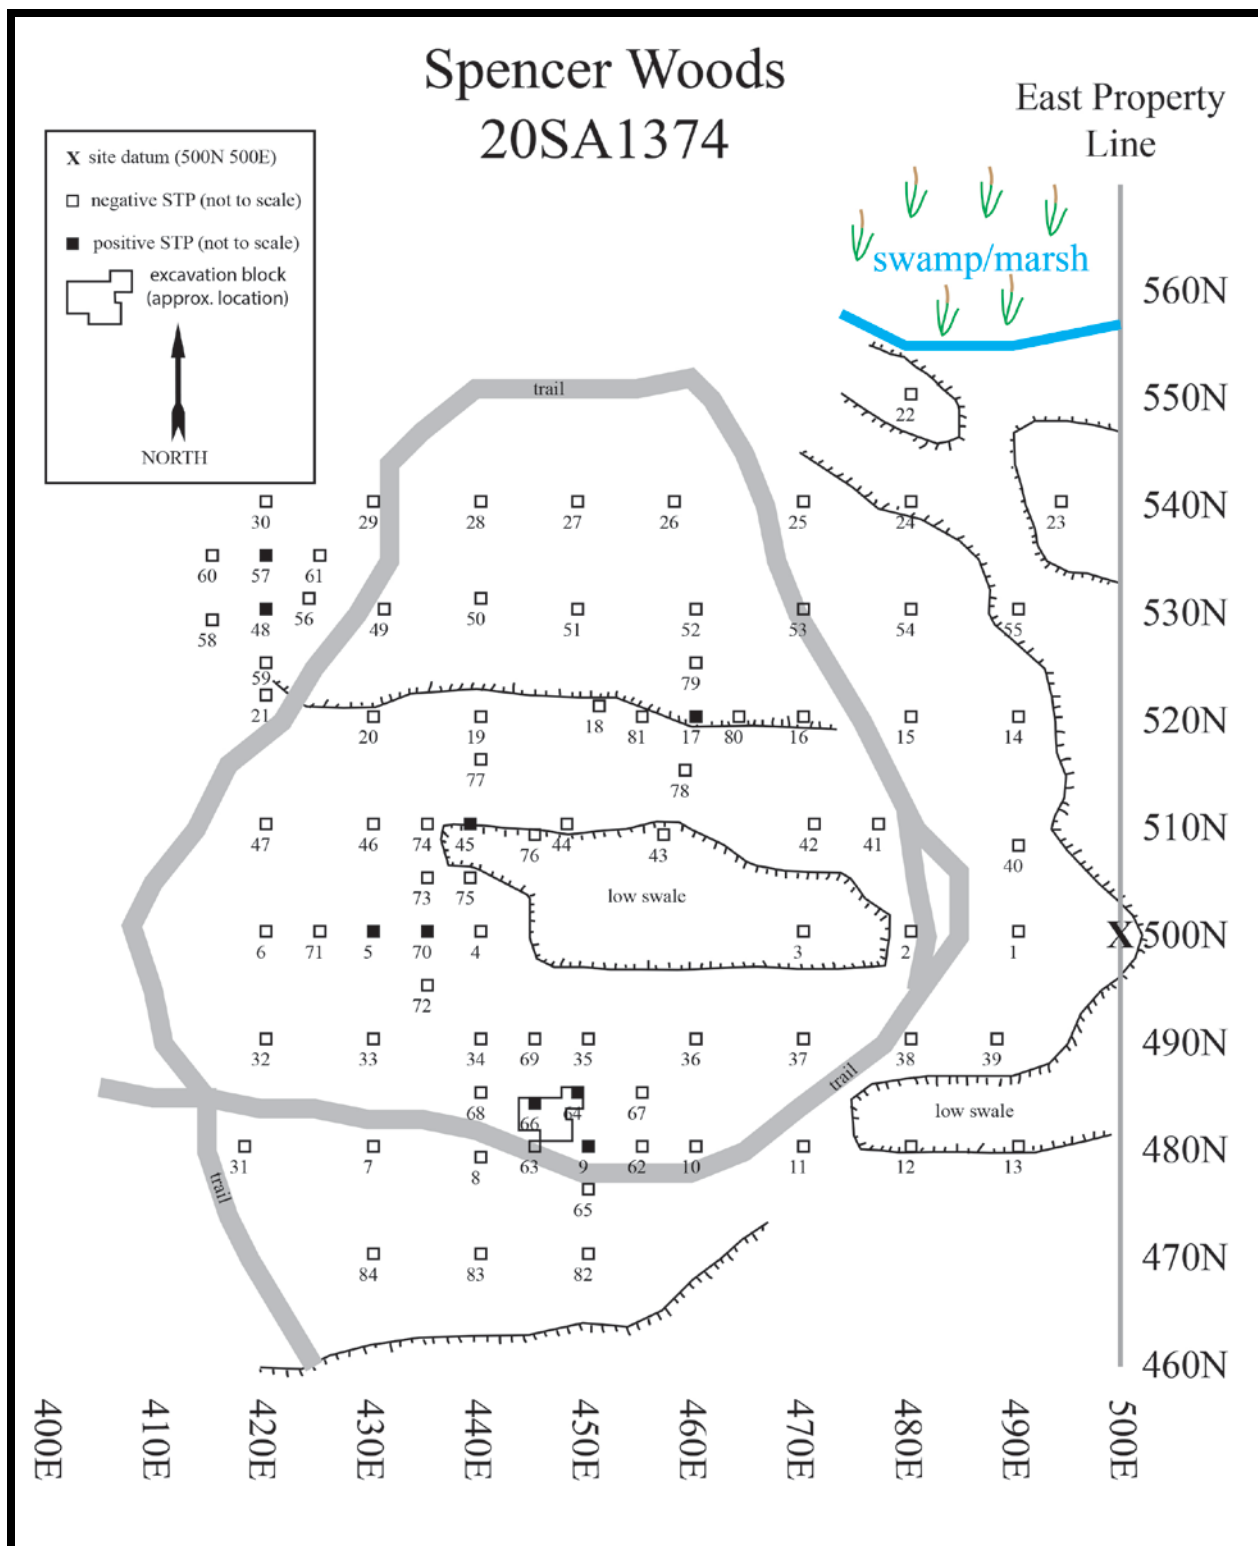 Spencer Woods
20SA1374
East Property
Line
X site datum (500N 500E)
negative STP (not to scale)
positive STP (not to scale)
excavation block
(approx. location)
NORTH
swamp/marsh
560N
trail
550N
22
540N
30 29 28 27 26 25 24 23
60 57 61
530N
58 48 56 49 50 51 52 53 54 55
59 79
520N
21 20 19 18 81 17 80 16 15 14
77 78
510N
47 46 74 45 76 44 43 42 41 40
73 75 low swale
X 500N
6 71 5 70 4 3 2 1
72
490N
32 33 34 69 35 36 37 38 39
trail
68 66 64 67 low swale
480N
31 7 8 63 9 62 10 11 12 13
trail
65
470N
84 83 82
460N
400E 410E 420E 430E 440E 450E 460E 470E 480E 490E 500E